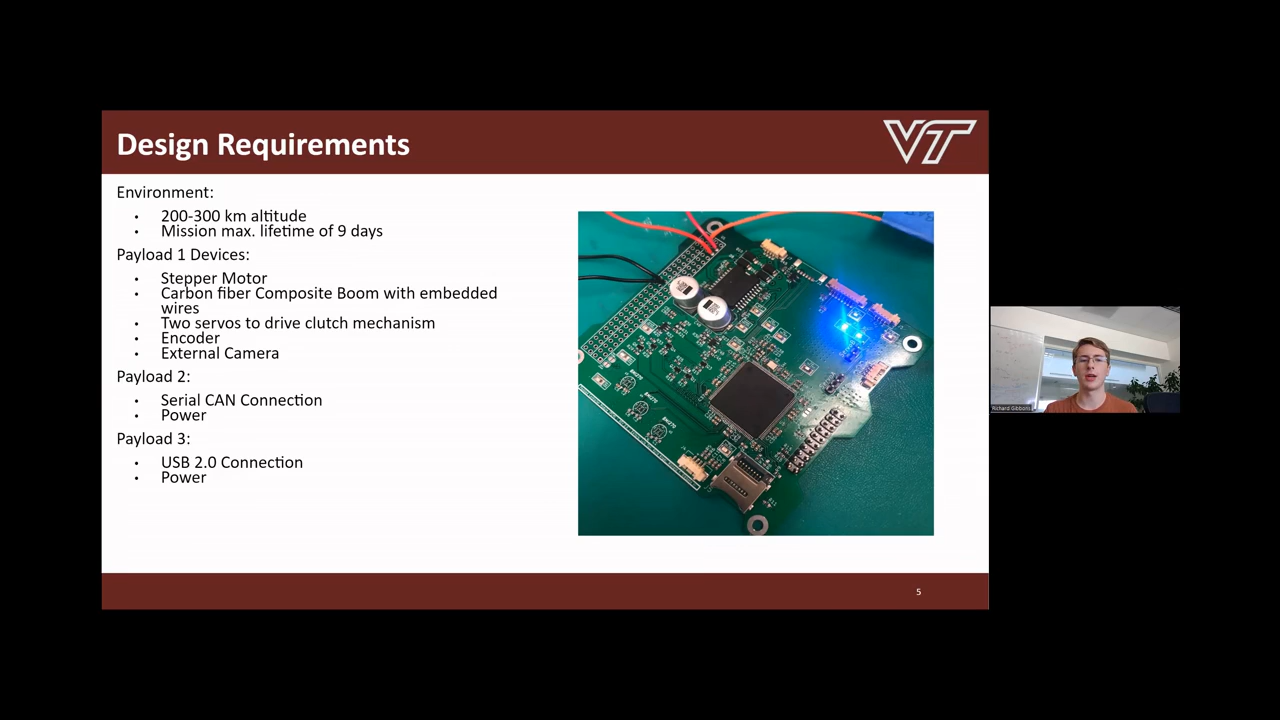 Design Requirements
VT
Environment:
• 200-300 km altitude
• Mission max. lifetime of 9 days
Payload 1 Devices:
• Stepper Motor
• Carbon fiber Composite Boom with embedded
wires
• Two servos to drive clutch mechanism
• Encoder
• External Camera
Payload 2:
• Serial CAN Connection
• Power
Payload 3:
• USB 2.0 Connection
• Power
Richard Gibbons
5